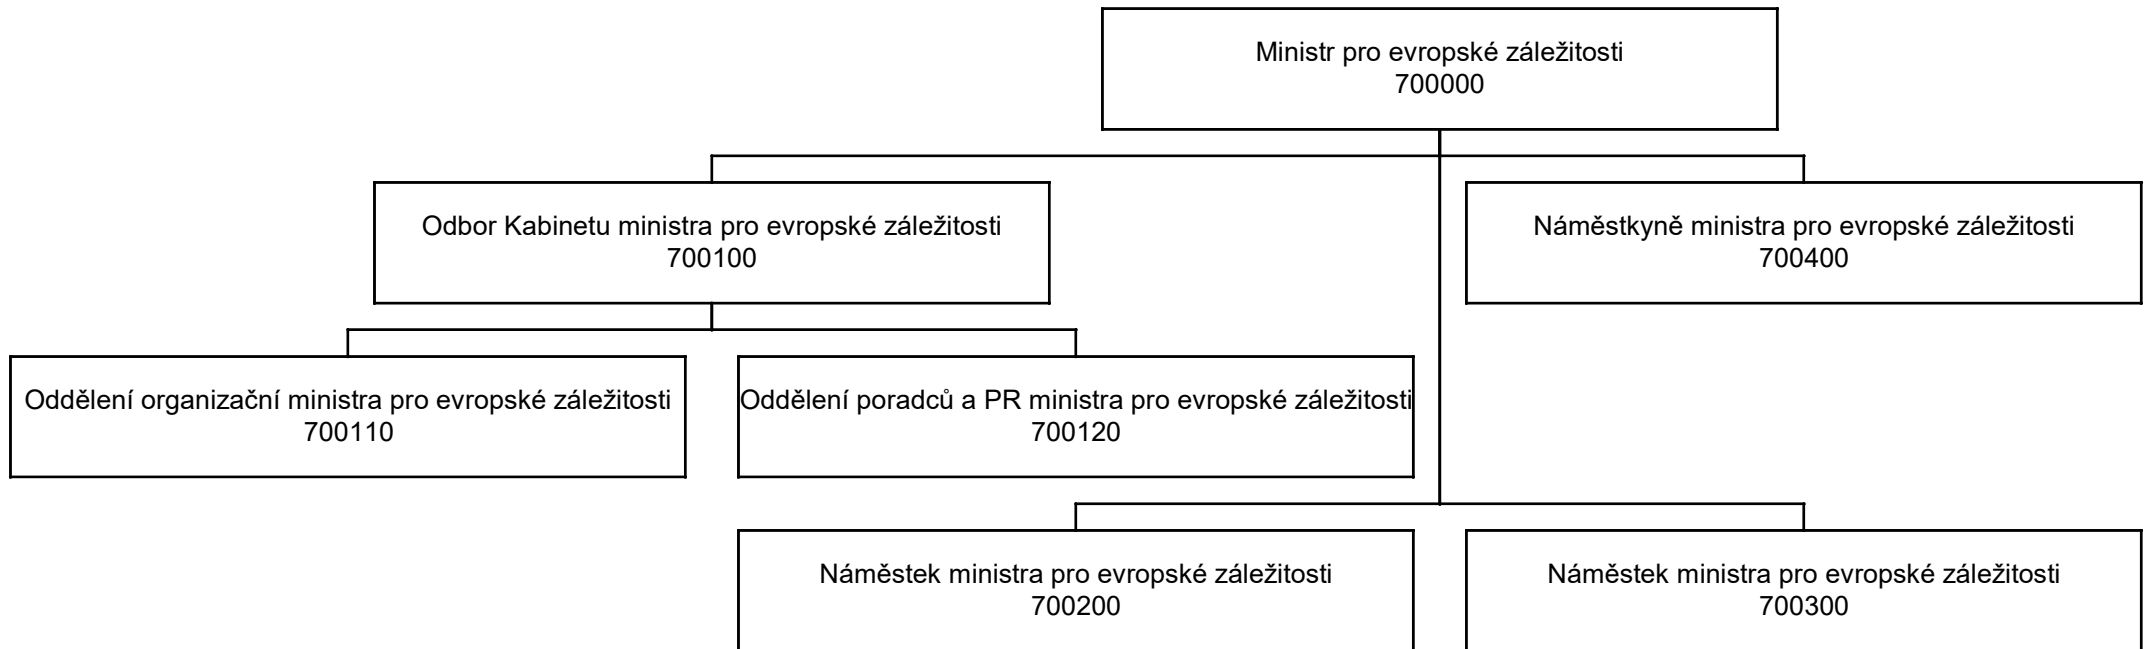 Ministr pro evropské záležitosti
700000
Odbor Kabinetu ministra pro evropské záležitosti
700100
Náměstkyně ministra pro evropské záležitosti
700400
Oddělení organizační ministra pro evropské záležitosti
700110
Oddělení poradců a PR ministra pro evropské záležitosti
700120
Náměstek ministra pro evropské záležitosti
700200
Náměstek ministra pro evropské záležitosti
700300